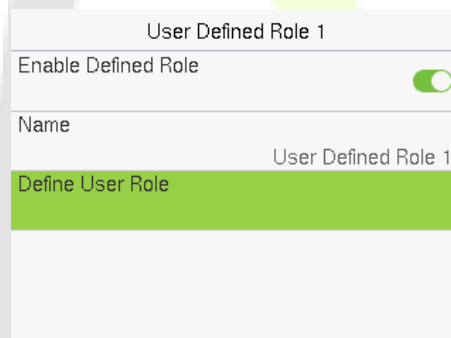 User Defined Role 1
Enable Defined Role
Name
User Defined Role 1
Define User Role